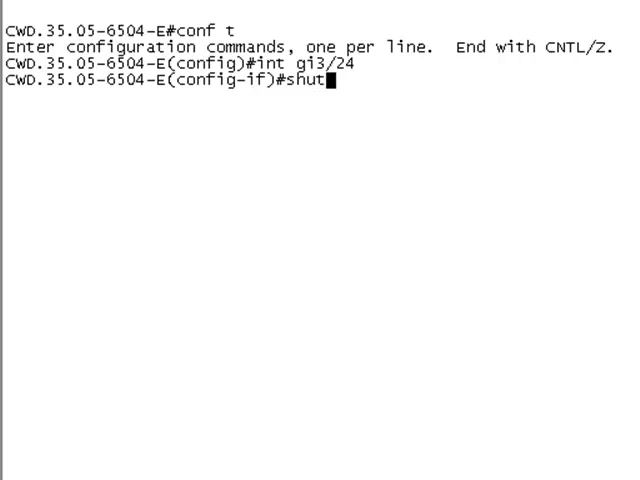 CWD.35.05-6504-E#conf t
Enter configuration commands, one per line.  End with CNTL/Z.
CWD.35.05-6504-E(config)#int gi3/24
CWD.35.05-6504-E(config-if)#shut